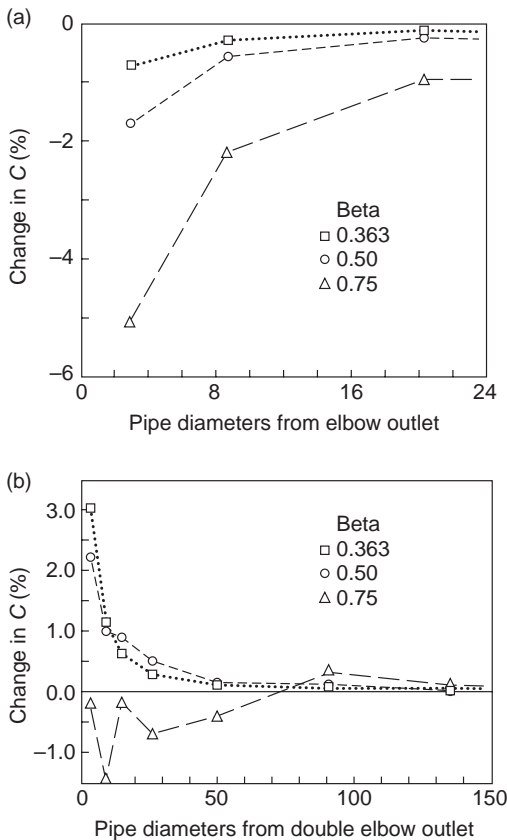 (a)
0
−2
−4
−6
Change in C (%)
Beta
0.363
0.50
0.75
0 8 16 24
Pipe diameters from elbow outlet
(b)
3.0
2.0
1.0
0.0
−1.0
Change in C (%)
Beta
0.363
0.50
0.75
0 50 100 150
Pipe diameters from double elbow outlet